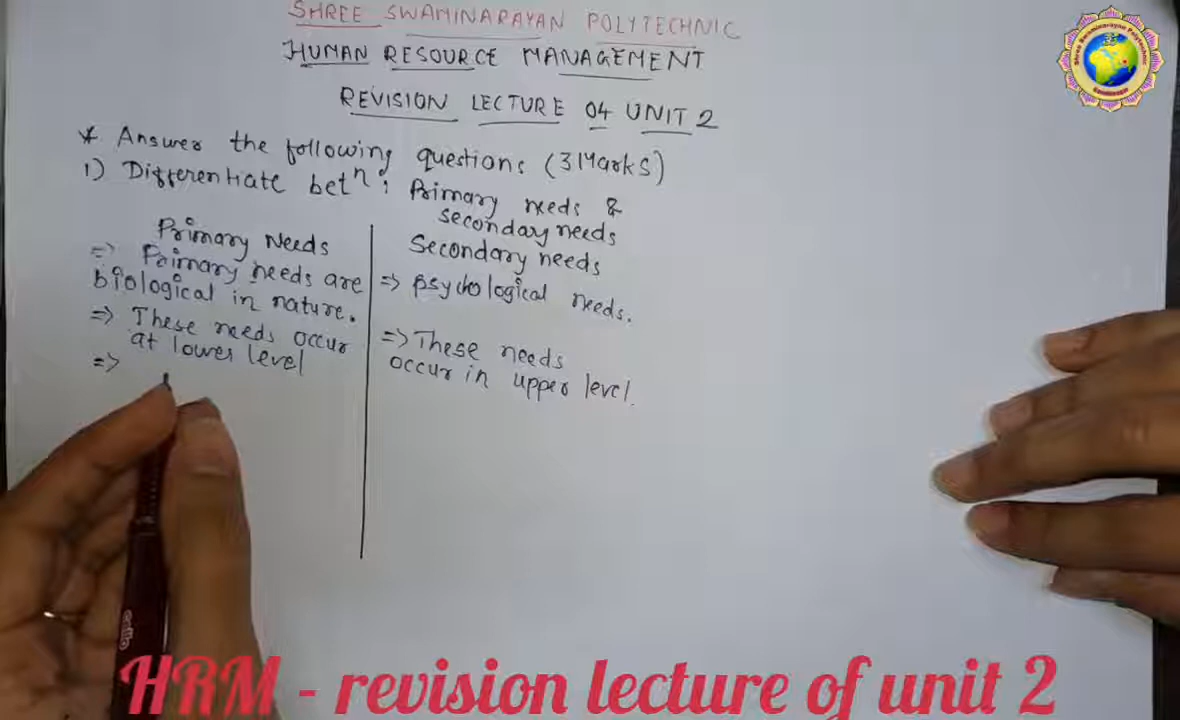 SHREE SWAMINARAYAN POLYTECHNIC
HUMAN RESOURCE MANAGEMENT
REVISION LECTURE 04 UNIT 2
* Answer the following questions (3 Marks)
1) Differentiate betn : Primary needs &
secondary needs
Primary Needs
=> Primary needs are
biological in nature.
=> These needs occur
at lower level
=>
Secondary needs
=> psychological needs.
=> These needs
occur in upper level.
HRM - revision lecture of unit 2